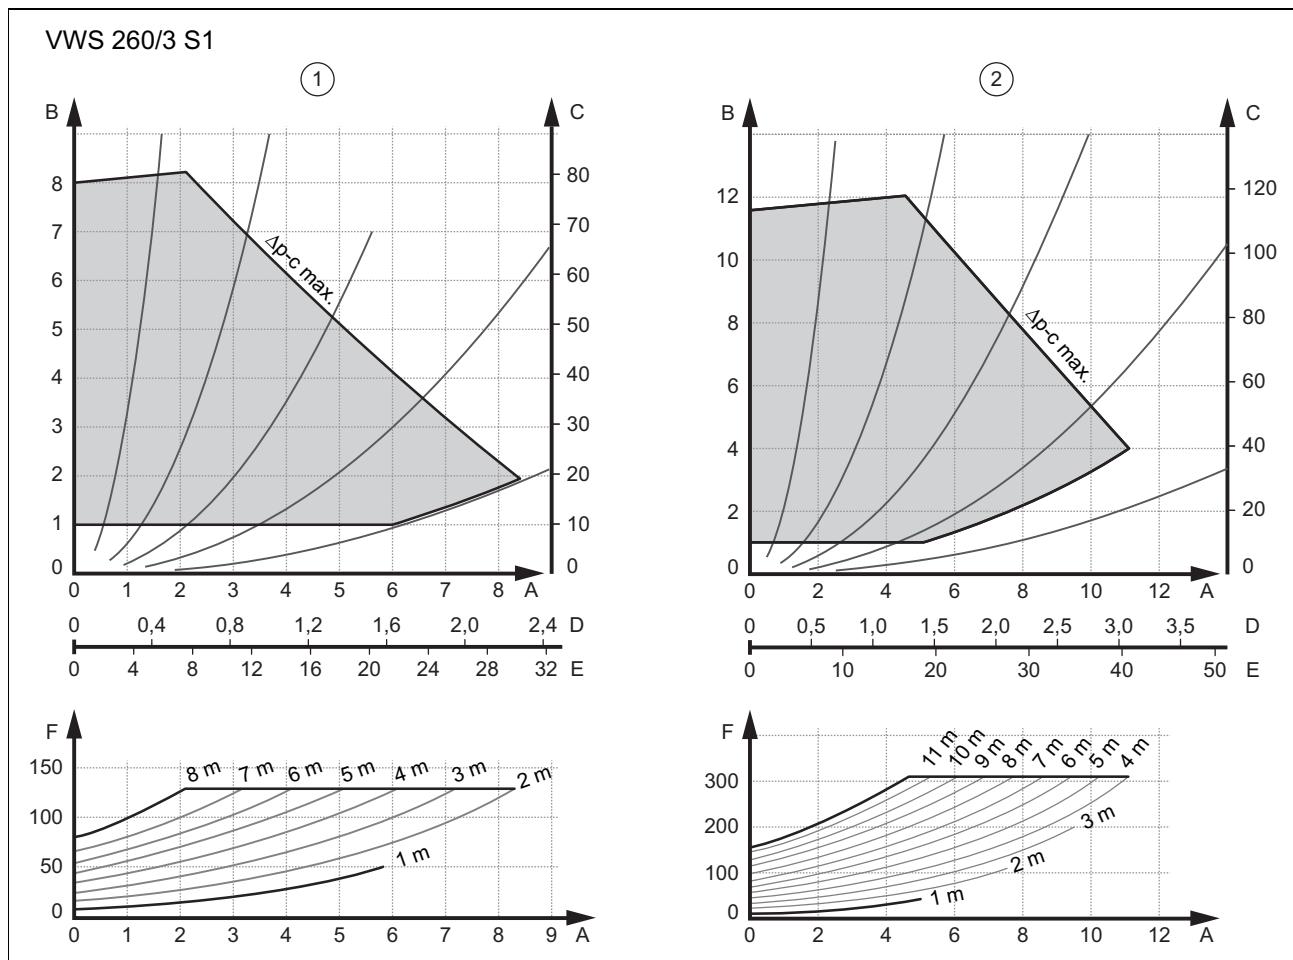 VWS 260/3 S1
1
2
B
C
B
C
8
7
6
5
4
3
2
1
0
80
70
60
50
40
30
20
10
0
Δp-c max.
12
10
8
6
4
2
0
120
100
80
60
40
20
0
Δp-c max.
0 1 2 3 4 5 6 7 8 A
0 2 4 6 8 10 12 A
0 0,4 0,8 1,2 1,6 2,0 2,4 D
0 0,5 1,0 1,5 2,0 2,5 3,0 3,5 D
0 4 8 12 16 20 24 28 32 E
0 10 20 30 40 50 E
F
150
100
50
0
8 m 7 m 6 m 5 m 4 m 3 m 2 m
1 m
0 1 2 3 4 5 6 7 8 9 A
F
300
200
100
0
11 m 10 m 9 m 8 m 7 m 6 m 5 m 4 m
3 m
2 m
1 m
0 2 4 6 8 10 12 A